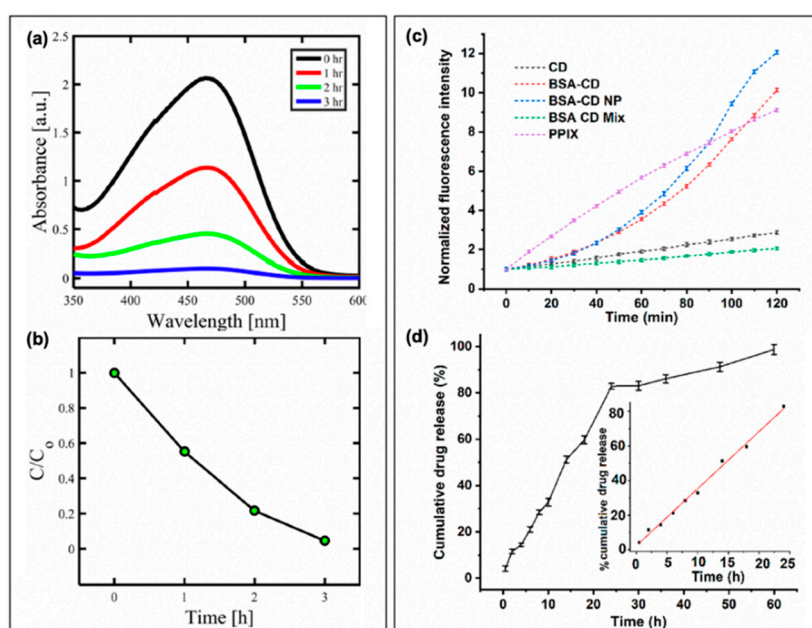 (a)
2.5
2
1.5
1
0.5
0
Absorbance [a.u.]
0 hr
1 hr
2 hr
3 hr
350 400 450 500 550 600
Wavelength [nm]
(b)
1
0.8
0.6
0.4
0.2
0
C/Co
0 1 2 3
Time [h]
(c)
12
10
8
6
4
2
0
Normalized fluorescence intensity
CD
BSA-CD
BSA-CD NP
BSA CD Mix
PPIX
0 20 40 60 80 100 120
Time (min)
(d)
100
80
60
40
20
0
Cumulative drug release (%)
0 10 20 30 40 50 60
Time (h)
80
60
40
20
0
% cumulative drug release
0 5 10 15 20 25
Time (h)